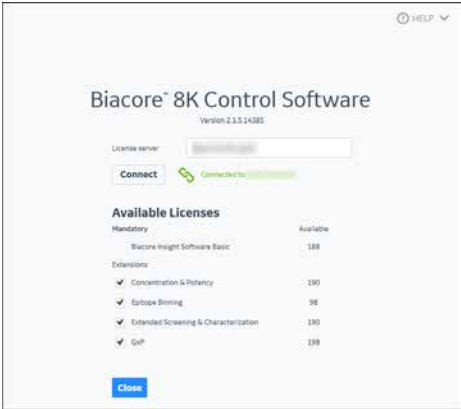 HELP
Biacore™ 8K Control Software
Version 2.1.5.14385
License server
Connect
Connected to
Available Licenses
Mandatory Available
Biacore Insight Software Basic 188
Extensions
Concentration & Potency 190
Epitope Binning 98
Extended Screening & Characterization 190
GxP 198
Close